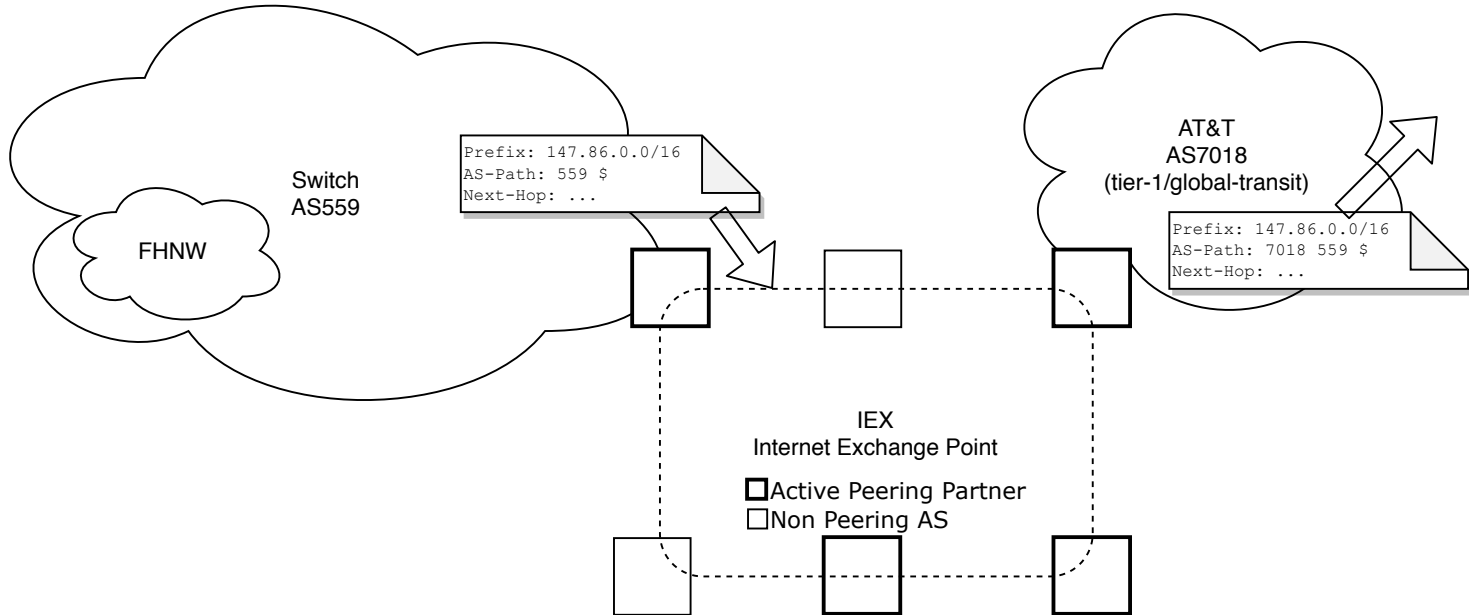 Switch
AS559
FHNW
Prefix: 147.86.0.0/16
AS-Path: 559 $
Next-Hop: ...
AT&T
AS7018
(tier-1/global-transit)
Prefix: 147.86.0.0/16
AS-Path: 7018 559 $
Next-Hop: ...
IEX
Internet Exchange Point
Active Peering Partner
Non Peering AS